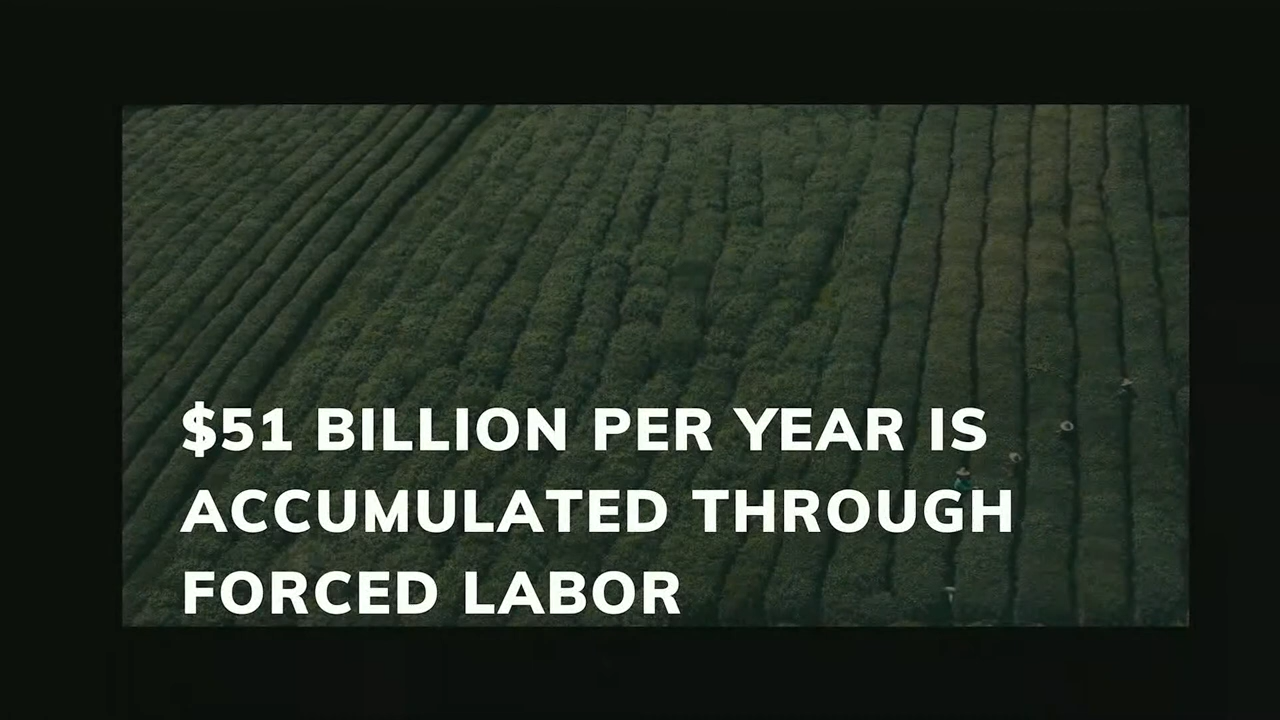 $51 BILLION PER YEAR IS
ACCUMULATED THROUGH
FORCED LABOR